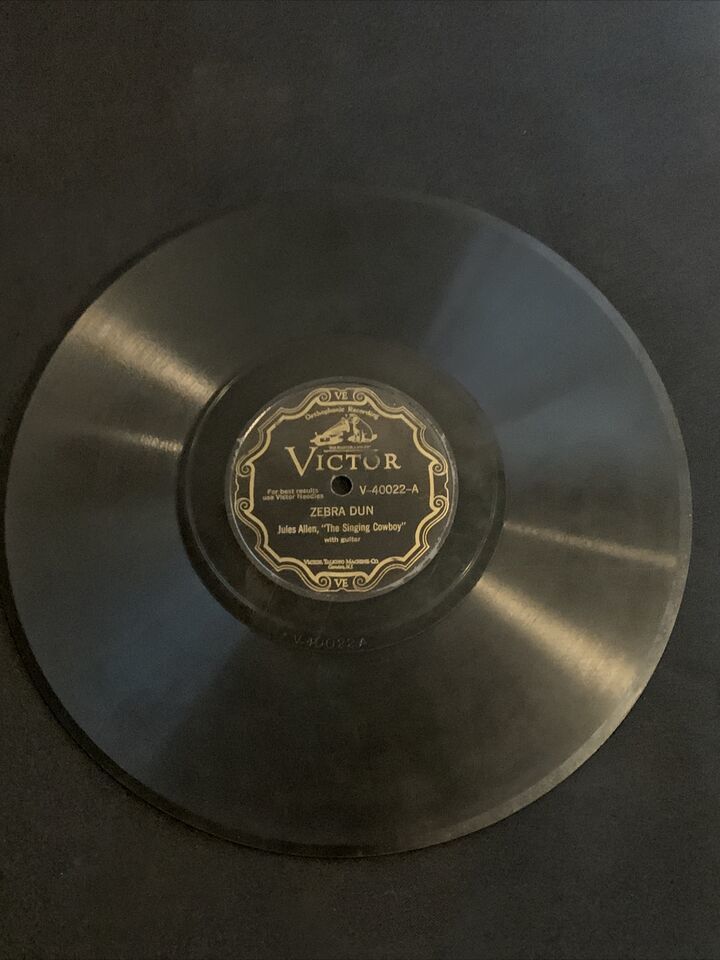 VE
Orthophonic Recording
VICTOR
For best results
use Victor Needles
V-40022-A
ZEBRA DUN
Jules Allen, "The Singing Cowboy"
with guitar
VICTOR TALKING MACHINE CO.
Camden, N.J.
VE
V-40022A